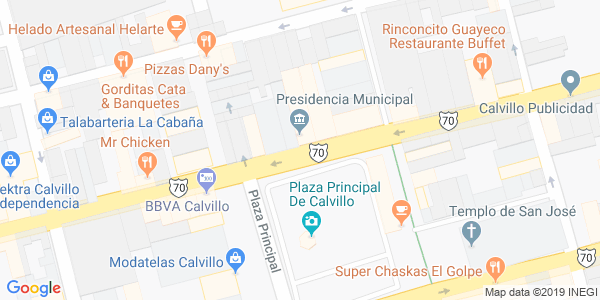 Helado Artesanal Helarte
Pizzas Dany's
Rinconcito Guayeco
Restaurante Buffet
Gorditas Cata
& Banquetes
Presidencia Municipal
Calvillo Publicidad
Talabarteria La Cabaña
70
Mr Chicken
70
ektra Calvillo
dependencia
70
BBVA Calvillo
Plaza Principal
Plaza Principal
De Calvillo
Templo de San José
Modatelas Calvillo
Super Chaskas El Golpe
70
Google
Map data ©2019 INEGI